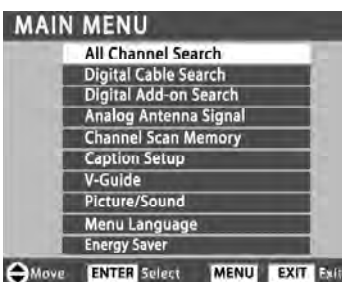 MAIN MENU
All Channel Search
Digital Cable Search
Digital Add-on Search
Analog Antenna Signal
Channel Scan Memory
Caption Setup
V-Guide
Picture/Sound
Menu Language
Energy Saver
Move ENTER Select MENU EXIT Exit